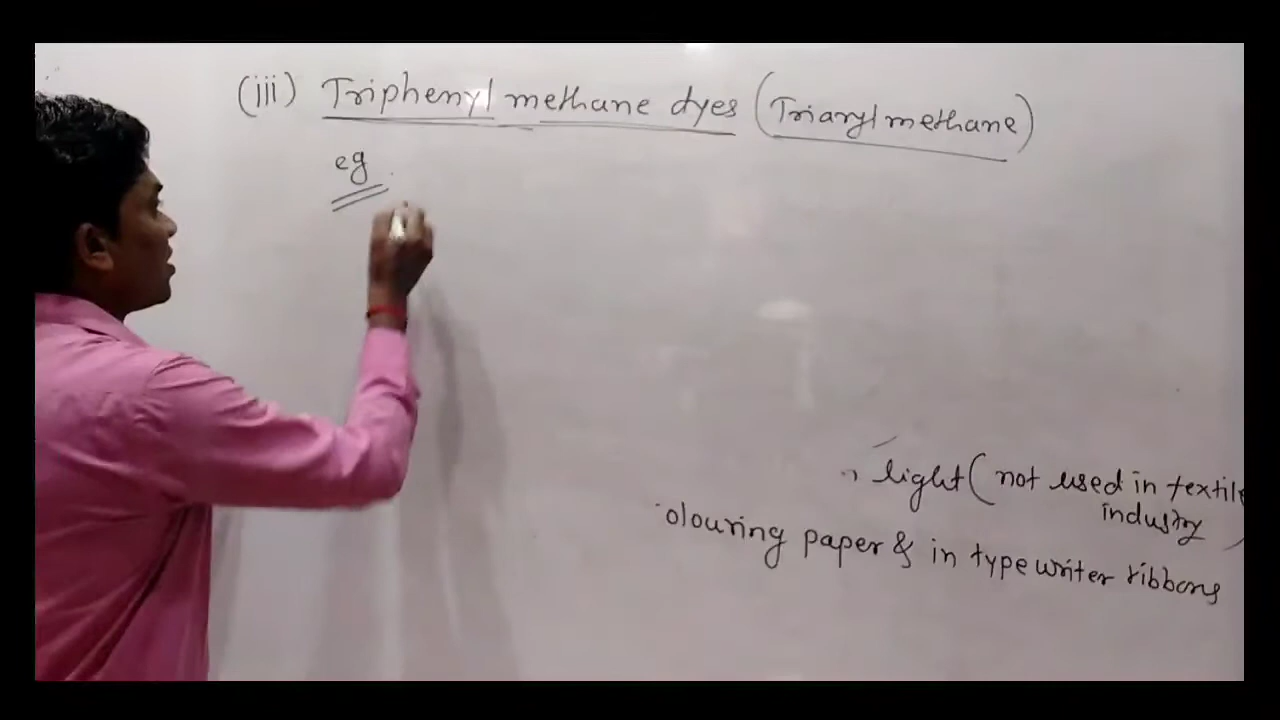 (iii) Triphenyl methane dyes (Triarylmethane)
eg
light (not used in textile
industry)
olouring paper & in typewriter ribbons